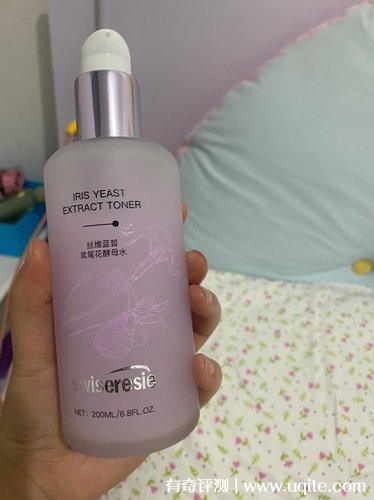 IRIS YEAST
EXTRACT TONER
丝维蓝皙
鸢尾花酵母水
swiseresie
NET: 200ML/6.8FL.OZ.
有奇评测 | www.uqite.com